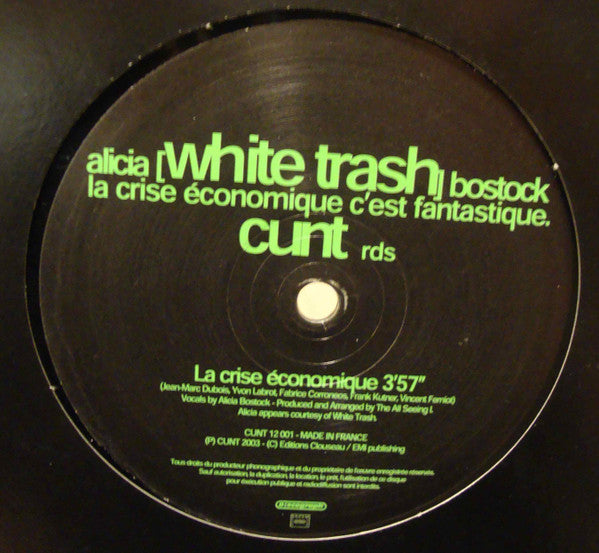 alicia [white trash] bostock
la crise économique c'est fantastique.
cunt rds
La crise économique 3'57"
(Jean-Marc Dubois, Yvon Labrot, Fabrice Corroneos, Frank Kutner, Vincent Ferniot)
Vocals by Alicia Bostock - Produced and Arranged by The All Seeing I.
Alicia appears courtesy of White Trash.
CUNT 12 001 - MADE IN FRANCE
(P) CUNT 2003 - (C) Editions Clouseau / EMI publishing
Tous droits du producteur phonographique et du propriétaire de l'œuvre enregistrée réservés.
Sauf autorisation, la duplication, la location, le prêt, l'utilisation de ce disque
pour exécution publique et radiodiffusion sont interdits.
Discograph